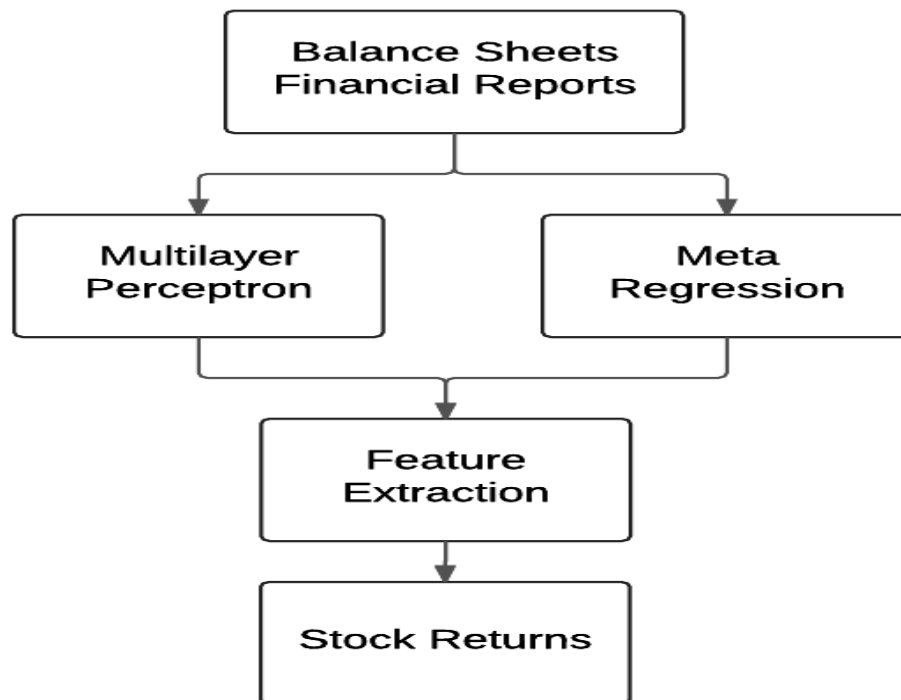 Balance Sheets
Financial Reports
Multilayer
Perceptron
Meta
Regression
Feature
Extraction
Stock Returns